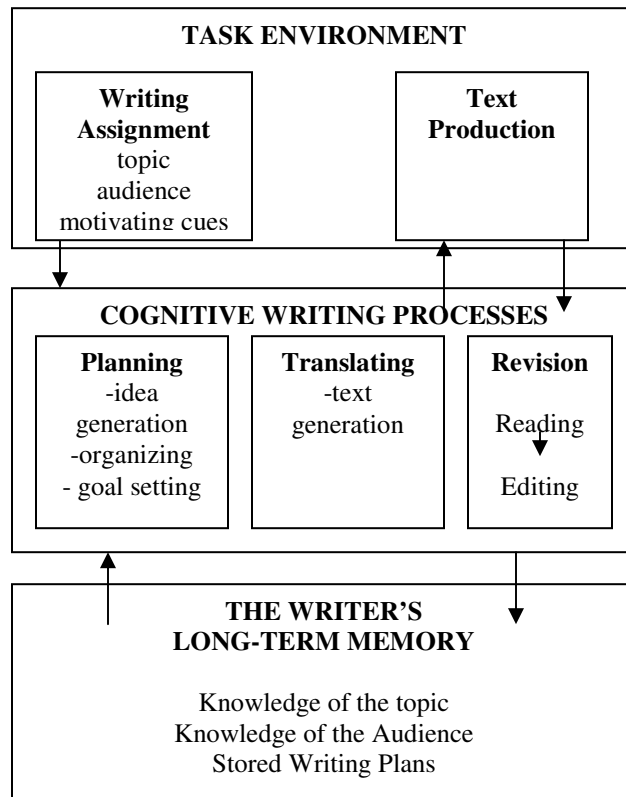 TASK ENVIRONMENT
Writing
Assignment
topic
audience
motivating cues
Text
Production
COGNITIVE WRITING PROCESSES
Planning
-idea
generation
-organizing
- goal setting
Translating
-text
generation
Revision
Reading
Editing
THE WRITER’S
LONG-TERM MEMORY
Knowledge of the topic
Knowledge of the Audience
Stored Writing Plans